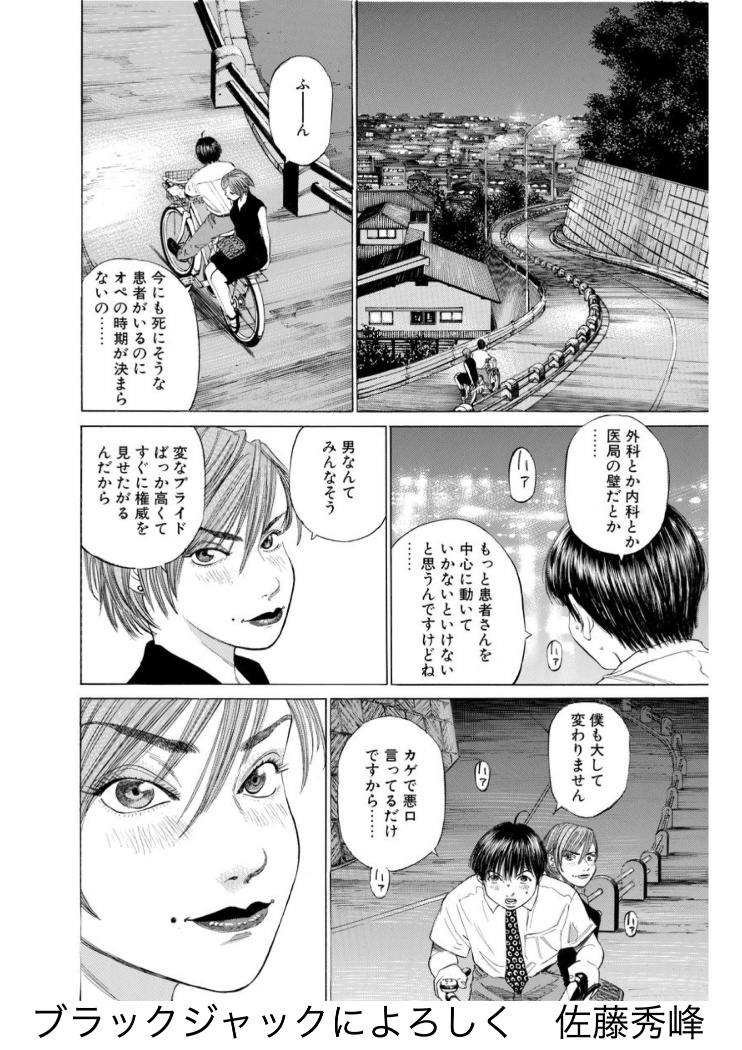 ふーん
今にも死にそうな
患者がいるのに
オペの時期が決まら
ないの……
外科とか内科とか
医局の壁だとか
……
ハァ
もっと患者さんを
中心に動いて
いかないといけない
と思うんですけどね
……
ハァ
ハァ
男なんて
みんなそう
変なプライド
ばっか高くて
すぐに権威を
見せたがる
んだから
僕も大して
変わりません
ハァ
カゲで悪口
言ってるだけ
ですから……
ハァ
ハァ
ブラックジャックによろしく　佐藤秀峰